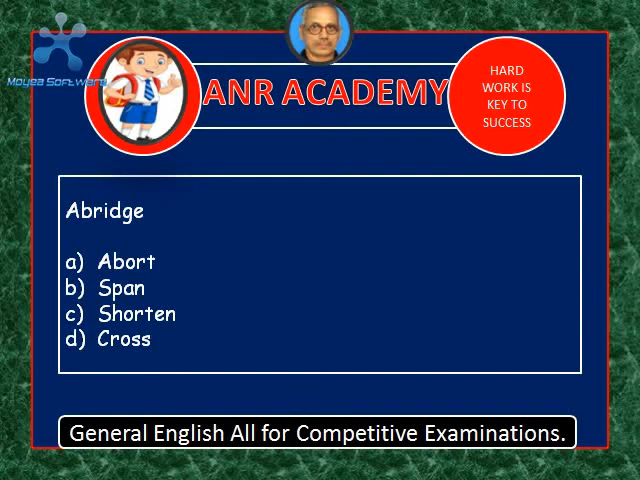 Moyea Software
ANR ACADEMY
HARD
WORK IS
KEY TO
SUCCESS
Abridge
a) Abort
b) Span
c) Shorten
d) Cross
General English All for Competitive Examinations.